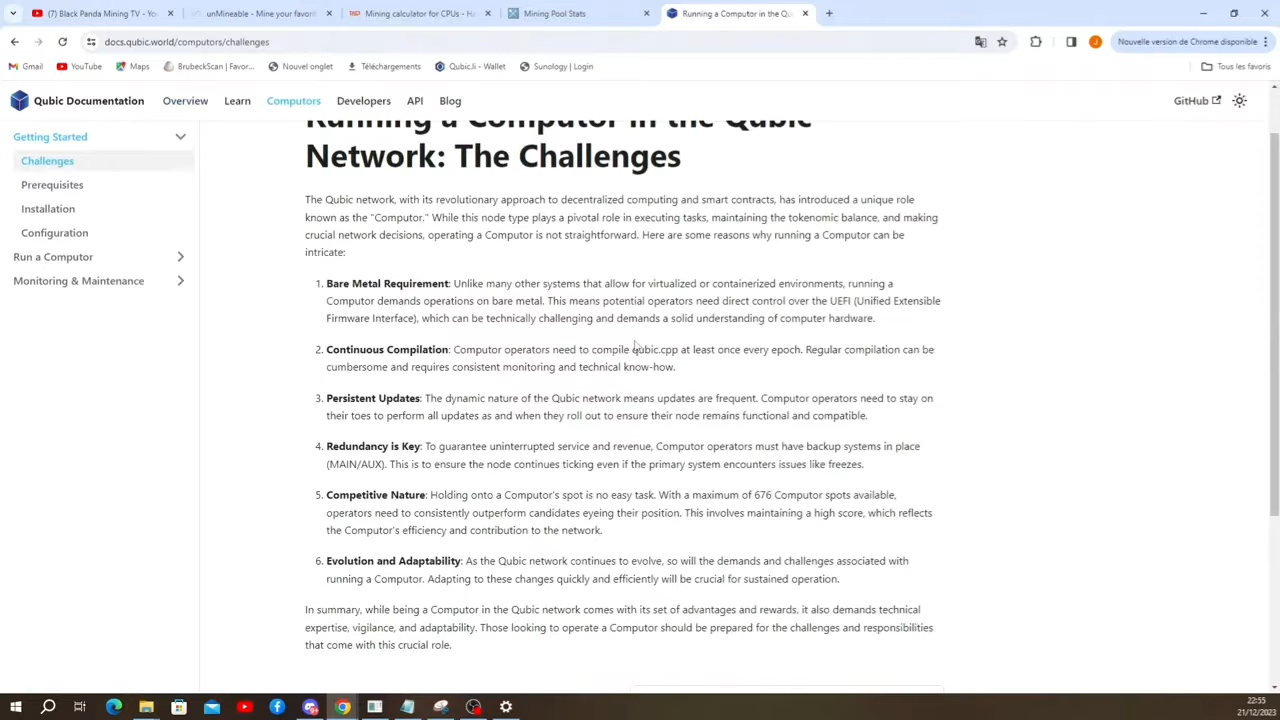 (7) Black Panda Mining TV - You
unMineable - Mine your favorit
Mining calculator for CPUs - Ha
Mining Pool Stats
Running a Computor in the Qu
docs.qubic.world/computors/challenges
Nouvelle version de Chrome disponible
Gmail
YouTube
Maps
BrubeckScan | Favor...
Nouvel onglet
Téléchargements
Qubic.li - Wallet
Sunology | Login
Tous les favoris
Qubic Documentation
Overview
Learn
Computors
Developers
API
Blog
GitHub
Getting Started
Challenges
Prerequisites
Installation
Configuration
Run a Computor
Monitoring & Maintenance
Running a Computor in the Qubic
Network: The Challenges
The Qubic network, with its revolutionary approach to decentralized computing and smart contracts, has introduced a unique role
known as the "Computor." While this node type plays a pivotal role in executing tasks, maintaining the tokenomic balance, and making
crucial network decisions, operating a Computor is not straightforward. Here are some reasons why running a Computor can be
intricate:
1. Bare Metal Requirement: Unlike many other systems that allow for virtualized or containerized environments, running a
Computor demands operations on bare metal. This means potential operators need direct control over the UEFI (Unified Extensible
Firmware Interface), which can be technically challenging and demands a solid understanding of computer hardware.
2. Continuous Compilation: Computor operators need to compile qubic.cpp at least once every epoch. Regular compilation can be
cumbersome and requires consistent monitoring and technical know-how.
3. Persistent Updates: The dynamic nature of the Qubic network means updates are frequent. Computor operators need to stay on
their toes to perform all updates as and when they roll out to ensure their node remains functional and compatible.
4. Redundancy is Key: To guarantee uninterrupted service and revenue, Computor operators must have backup systems in place
(MAIN/AUX). This is to ensure the node continues ticking even if the primary system encounters issues like freezes.
5. Competitive Nature: Holding onto a Computor's spot is no easy task. With a maximum of 676 Computor spots available,
operators need to consistently outperform candidates eyeing their position. This involves maintaining a high score, which reflects
the Computor's efficiency and contribution to the network.
6. Evolution and Adaptability: As the Qubic network continues to evolve, so will the demands and challenges associated with
running a Computor. Adapting to these changes quickly and efficiently will be crucial for sustained operation.
In summary, while being a Computor in the Qubic network comes with its set of advantages and rewards, it also demands technical
expertise, vigilance, and adaptability. Those looking to operate a Computor should be prepared for the challenges and responsibilities
that come with this crucial role.
22:55
21/12/2023